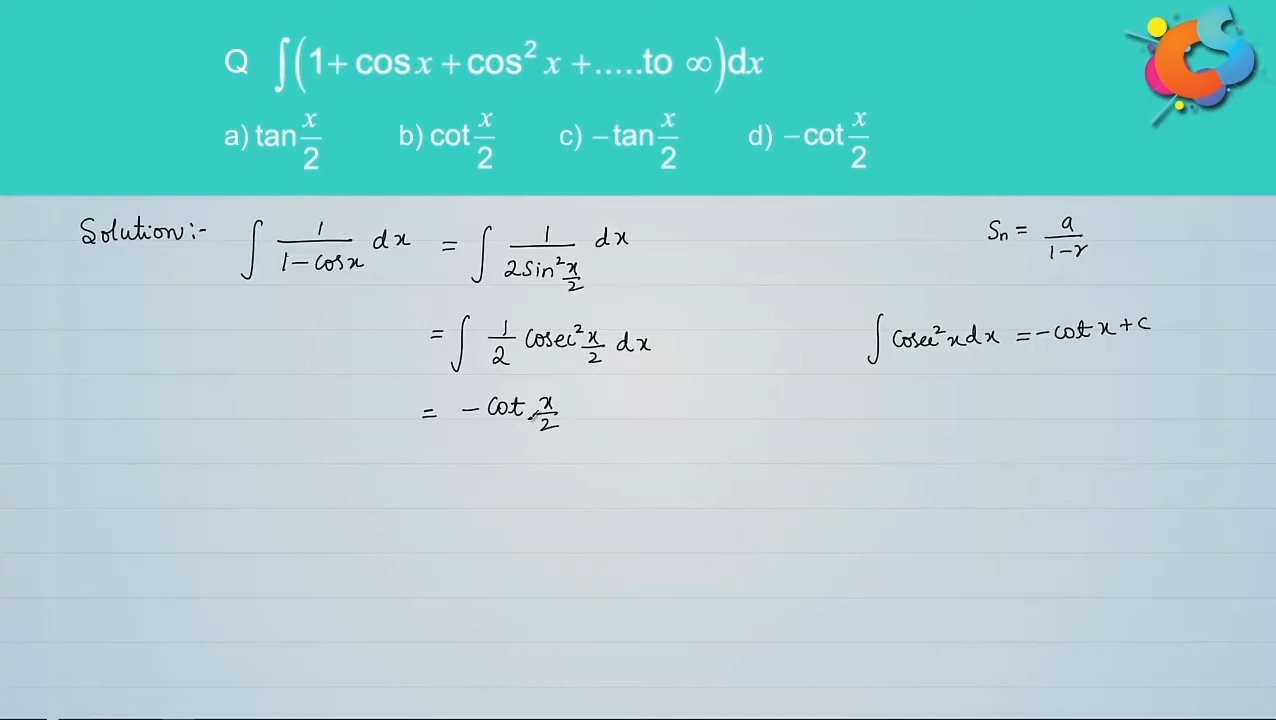 Q ∫(1+ cos x + cos² x +.....to ∞)dx
a) tan x/2 b) cot x/2 c) −tan x/2 d) −cot x/2
Solution:- ∫ 1/(1−cosx) dx = ∫ 1/(2Sin² x/2) dx Sn = a/(1−r)
= ∫ 1/2 Cosec² x/2 dx ∫ Cosec² x dx = −cot x + c
= − Cot x/2